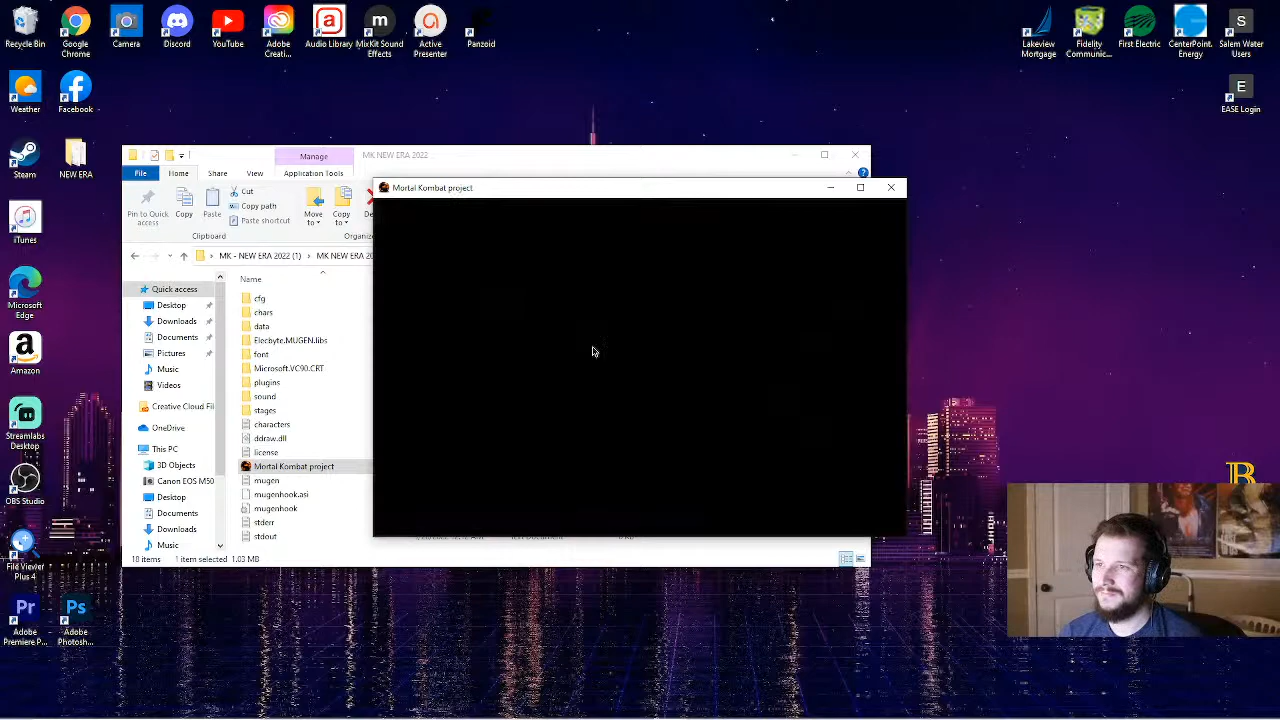 Recycle Bin
Google Chrome
Camera
Discord
YouTube
Adobe Creati...
Audio Library
MixKit Sound Effects
Active Presenter
Panzoid
Lakeview Mortgage
Fidelity Communic...
First Electric
CenterPoint. Energy
Salem Water Users
Weather
Facebook
EASE Login
Steam
NEW ERA
iTunes
Microsoft Edge
Amazon
Streamlabs Desktop
OBS Studio
File Viewer Plus 4
Adobe Premiere P...
Adobe Photosh...
Manage
MK NEW ERA 2022
File
Home
Share
View
Application Tools
Mortal Kombat project
Pin to Quick access
Copy
Paste
Cut
Copy path
Paste shortcut
Move to
Copy to
Clipboard
MK - NEW ERA 2022 (1)
Name
Quick access
Desktop
Downloads
Documents
Pictures
Music
Videos
Creative Cloud Fil
OneDrive
This PC
3D Objects
Canon EOS M50
Desktop
Documents
Downloads
Music
cfg
chars
data
Elecbyte.MUGEN.libs
font
Microsoft.VC90.CRT
plugins
sound
stages
characters
ddraw.dll
license
Mortal Kombat project
mugen
mugenhook.asi
mugenhook
stderr
stdout
18 items
1 item selected 1.03 MB